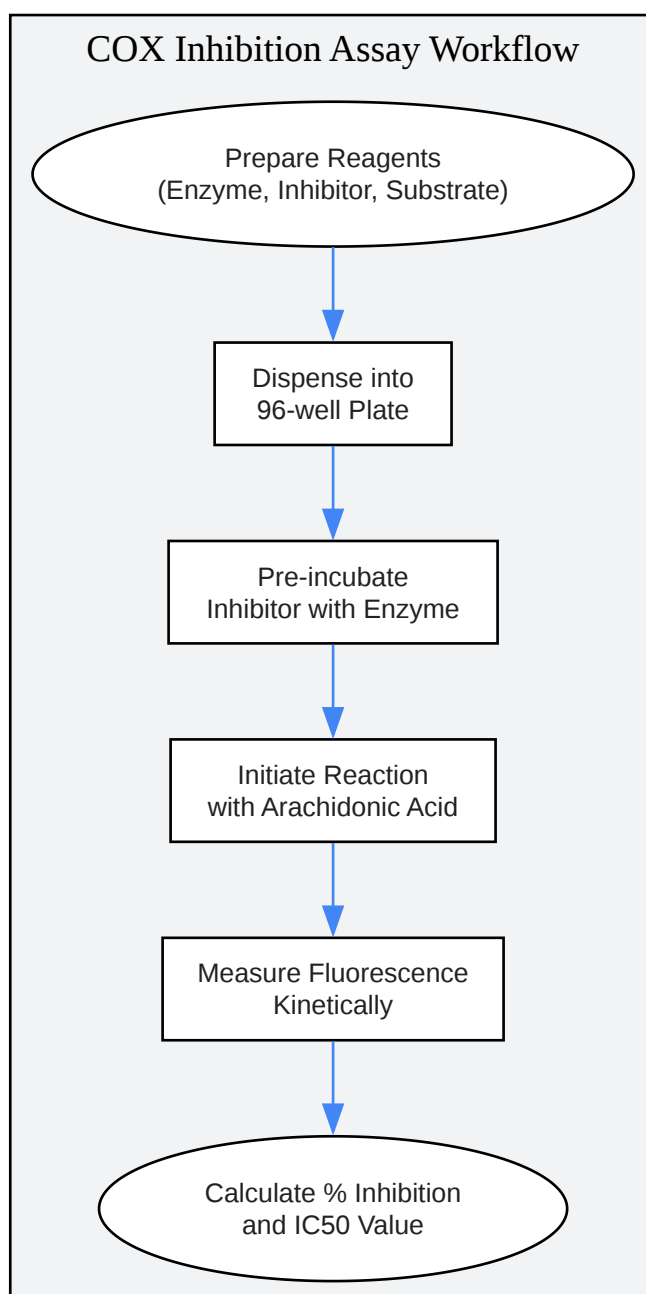 COX Inhibition Assay Workflow
Prepare Reagents
(Enzyme, Inhibitor, Substrate)
Dispense into
96-well Plate
Pre-incubate
Inhibitor with Enzyme
Initiate Reaction
with Arachidonic Acid
Measure Fluorescence
Kinetically
Calculate % Inhibition
and IC50 Value